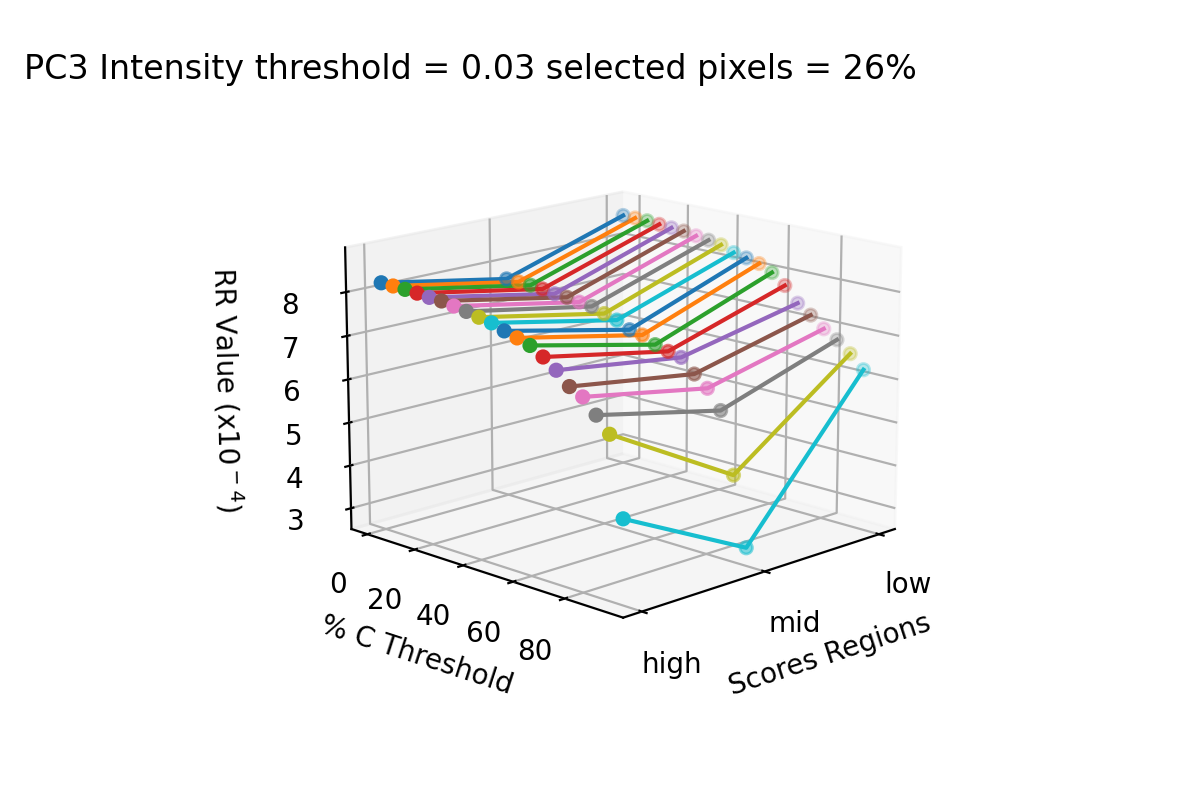 PC3 Intensity threshold = 0.03 selected pixels = 26%
RR Value (x10⁻⁴)
8
7
6
5
4
3
0
20
40
60
80
% C Threshold
high
mid
low
Scores Regions